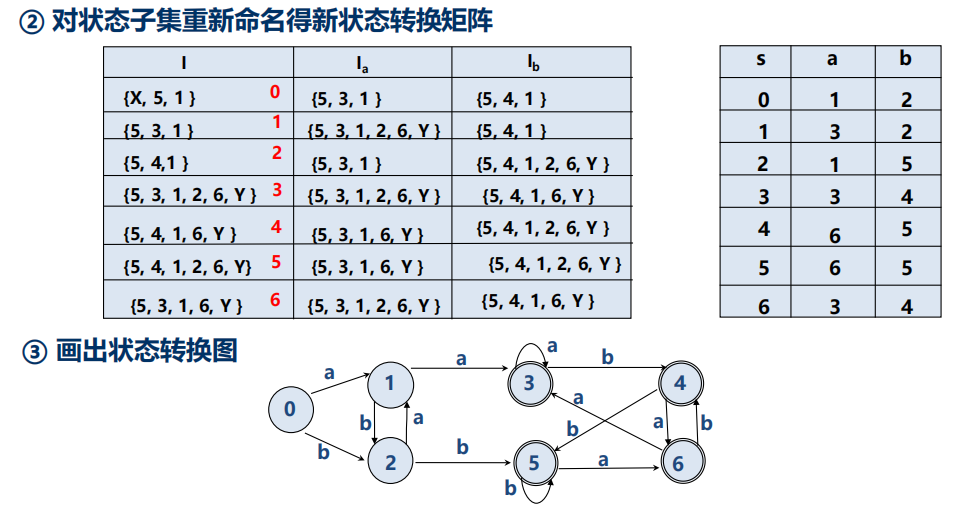 ② 对状态子集重新命名得新状态转换矩阵
I Ia Ib
{X, 5, 1 } 0 {5, 3, 1 } {5, 4, 1 }
{5, 3, 1 } 1 {5, 3, 1, 2, 6, Y } {5, 4, 1 }
{5, 4,1 } 2 {5, 3, 1 } {5, 4, 1, 2, 6, Y }
{5, 3, 1, 2, 6, Y } 3 {5, 3, 1, 2, 6, Y } {5, 4, 1, 6, Y }
{5, 4, 1, 6, Y } 4 {5, 3, 1, 6, Y } {5, 4, 1, 2, 6, Y }
{5, 4, 1, 2, 6, Y} 5 {5, 3, 1, 6, Y } {5, 4, 1, 2, 6, Y }
{5, 3, 1, 6, Y } 6 {5, 3, 1, 2, 6, Y } {5, 4, 1, 6, Y }
s a b
0 1 2
1 3 2
2 1 5
3 3 4
4 6 5
5 6 5
6 3 4
③ 画出状态转换图
a a a b
0 1 3 4
b a a b a b
b 2 b 5 a 6
b